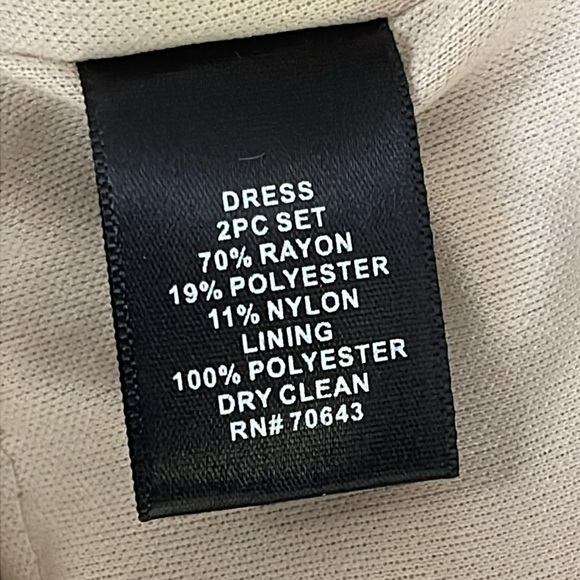 DRESS
2PC SET
70% RAYON
19% POLYESTER
11% NYLON
LINING
100% POLYESTER
DRY CLEAN
RN# 70643